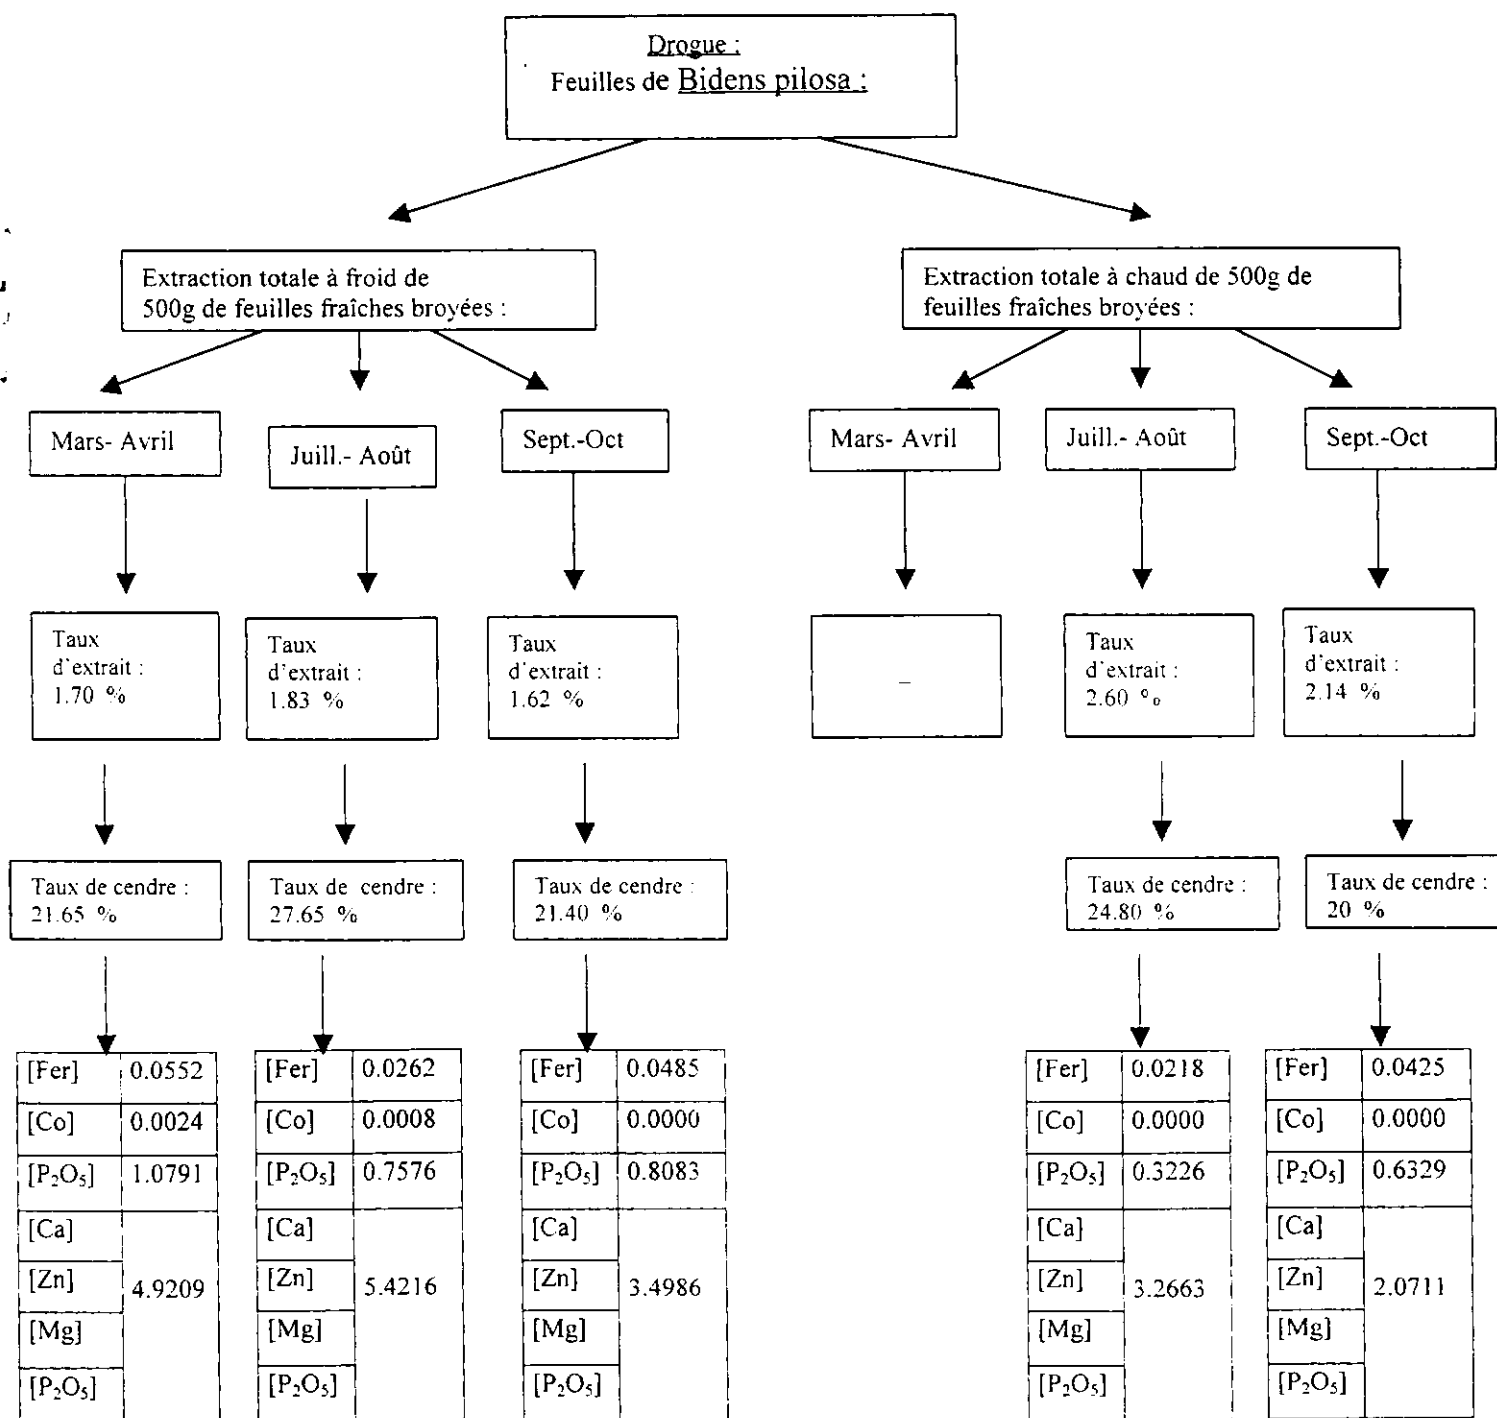 Drogue :
Feuilles de Bidens pilosa :
Extraction totale à froid de
500g de feuilles fraîches broyées :
Extraction totale à chaud de 500g de
feuilles fraîches broyées :
Mars- Avril
Juill.- Août
Sept.-Oct
Mars- Avril
Juill.- Août
Sept.-Oct
Taux
d'extrait :
1.70 %
Taux
d'extrait :
1.83 %
Taux
d'extrait :
1.62 %
–
Taux
d'extrait :
2.60 %
Taux
d'extrait :
2.14 %
Taux de cendre :
21.65 %
Taux de cendre :
27.65 %
Taux de cendre :
21.40 %
Taux de cendre :
24.80 %
Taux de cendre :
20 %
[Fer] 0.0552
[Co] 0.0024
[P₂O₅] 1.0791
[Ca]
[Zn] 4.9209
[Mg]
[P₂O₅]
[Fer] 0.0262
[Co] 0.0008
[P₂O₅] 0.7576
[Ca]
[Zn] 5.4216
[Mg]
[P₂O₅]
[Fer] 0.0485
[Co] 0.0000
[P₂O₅] 0.8083
[Ca]
[Zn] 3.4986
[Mg]
[P₂O₅]
[Fer] 0.0218
[Co] 0.0000
[P₂O₅] 0.3226
[Ca]
[Zn] 3.2663
[Mg]
[P₂O₅]
[Fer] 0.0425
[Co] 0.0000
[P₂O₅] 0.6329
[Ca]
[Zn] 2.0711
[Mg]
[P₂O₅]